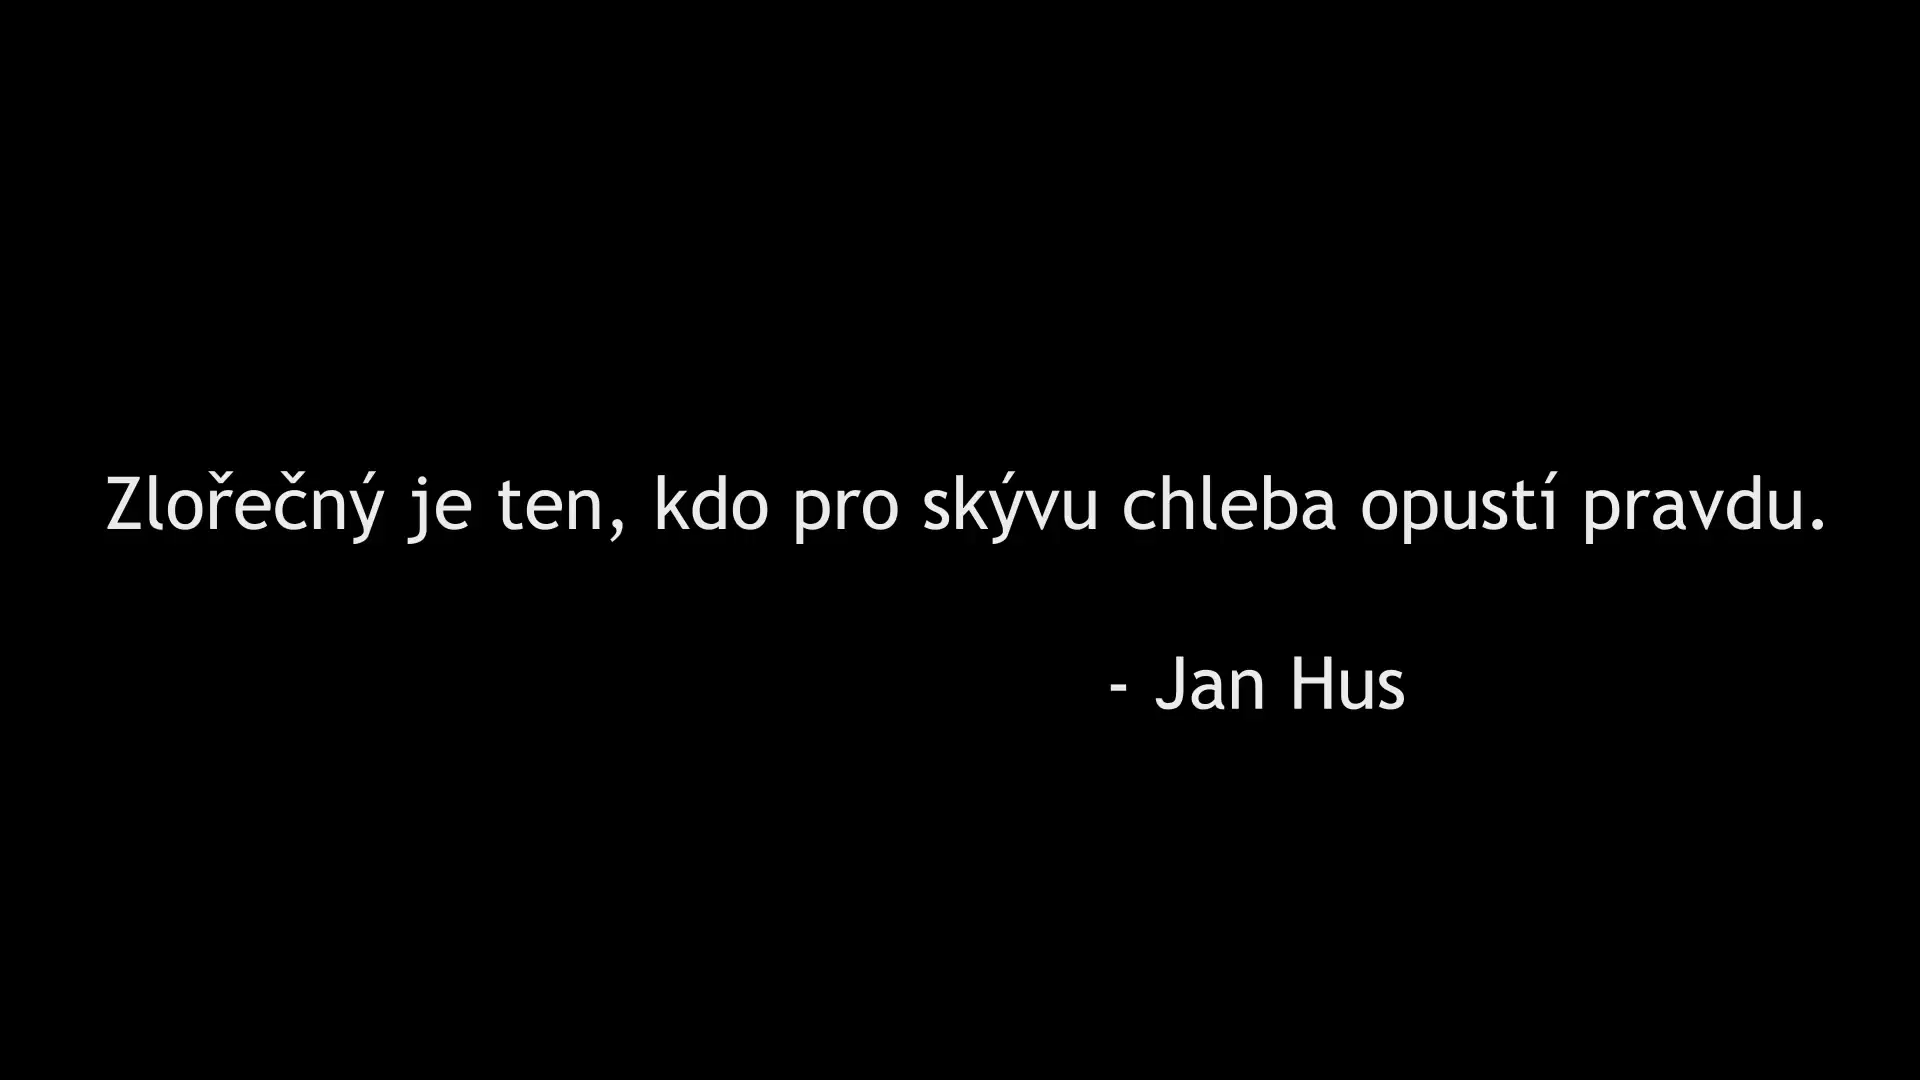 Zlořečný je ten, kdo pro skývu chleba opustí pravdu.
- Jan Hus